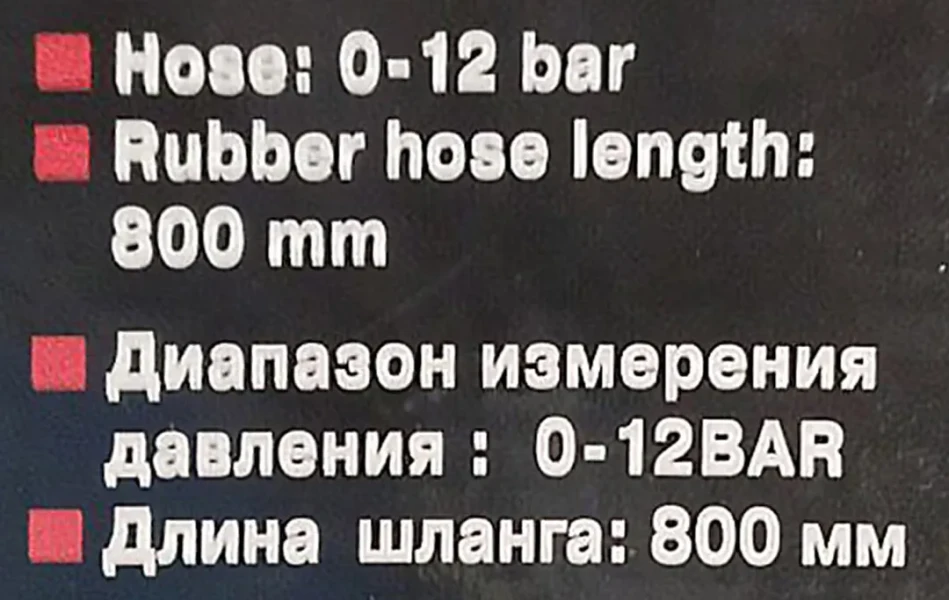 Hose: 0-12 bar
Rubber hose length:
800 mm
Диапазон измерения
давления : 0-12BAR
Длина шланга: 800 мм